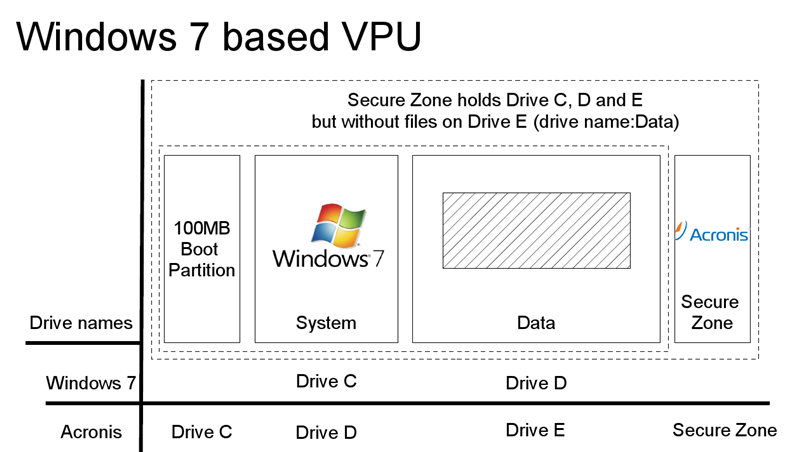 Windows 7 based VPU
Secure Zone holds Drive C, D and E
but without files on Drive E (drive name:Data)
100MB
Boot
Partition
Windows 7
System
Data
Acronis
Secure
Zone
Drive names
Windows 7
Drive C
Drive D
Acronis
Drive C
Drive D
Drive E
Secure Zone